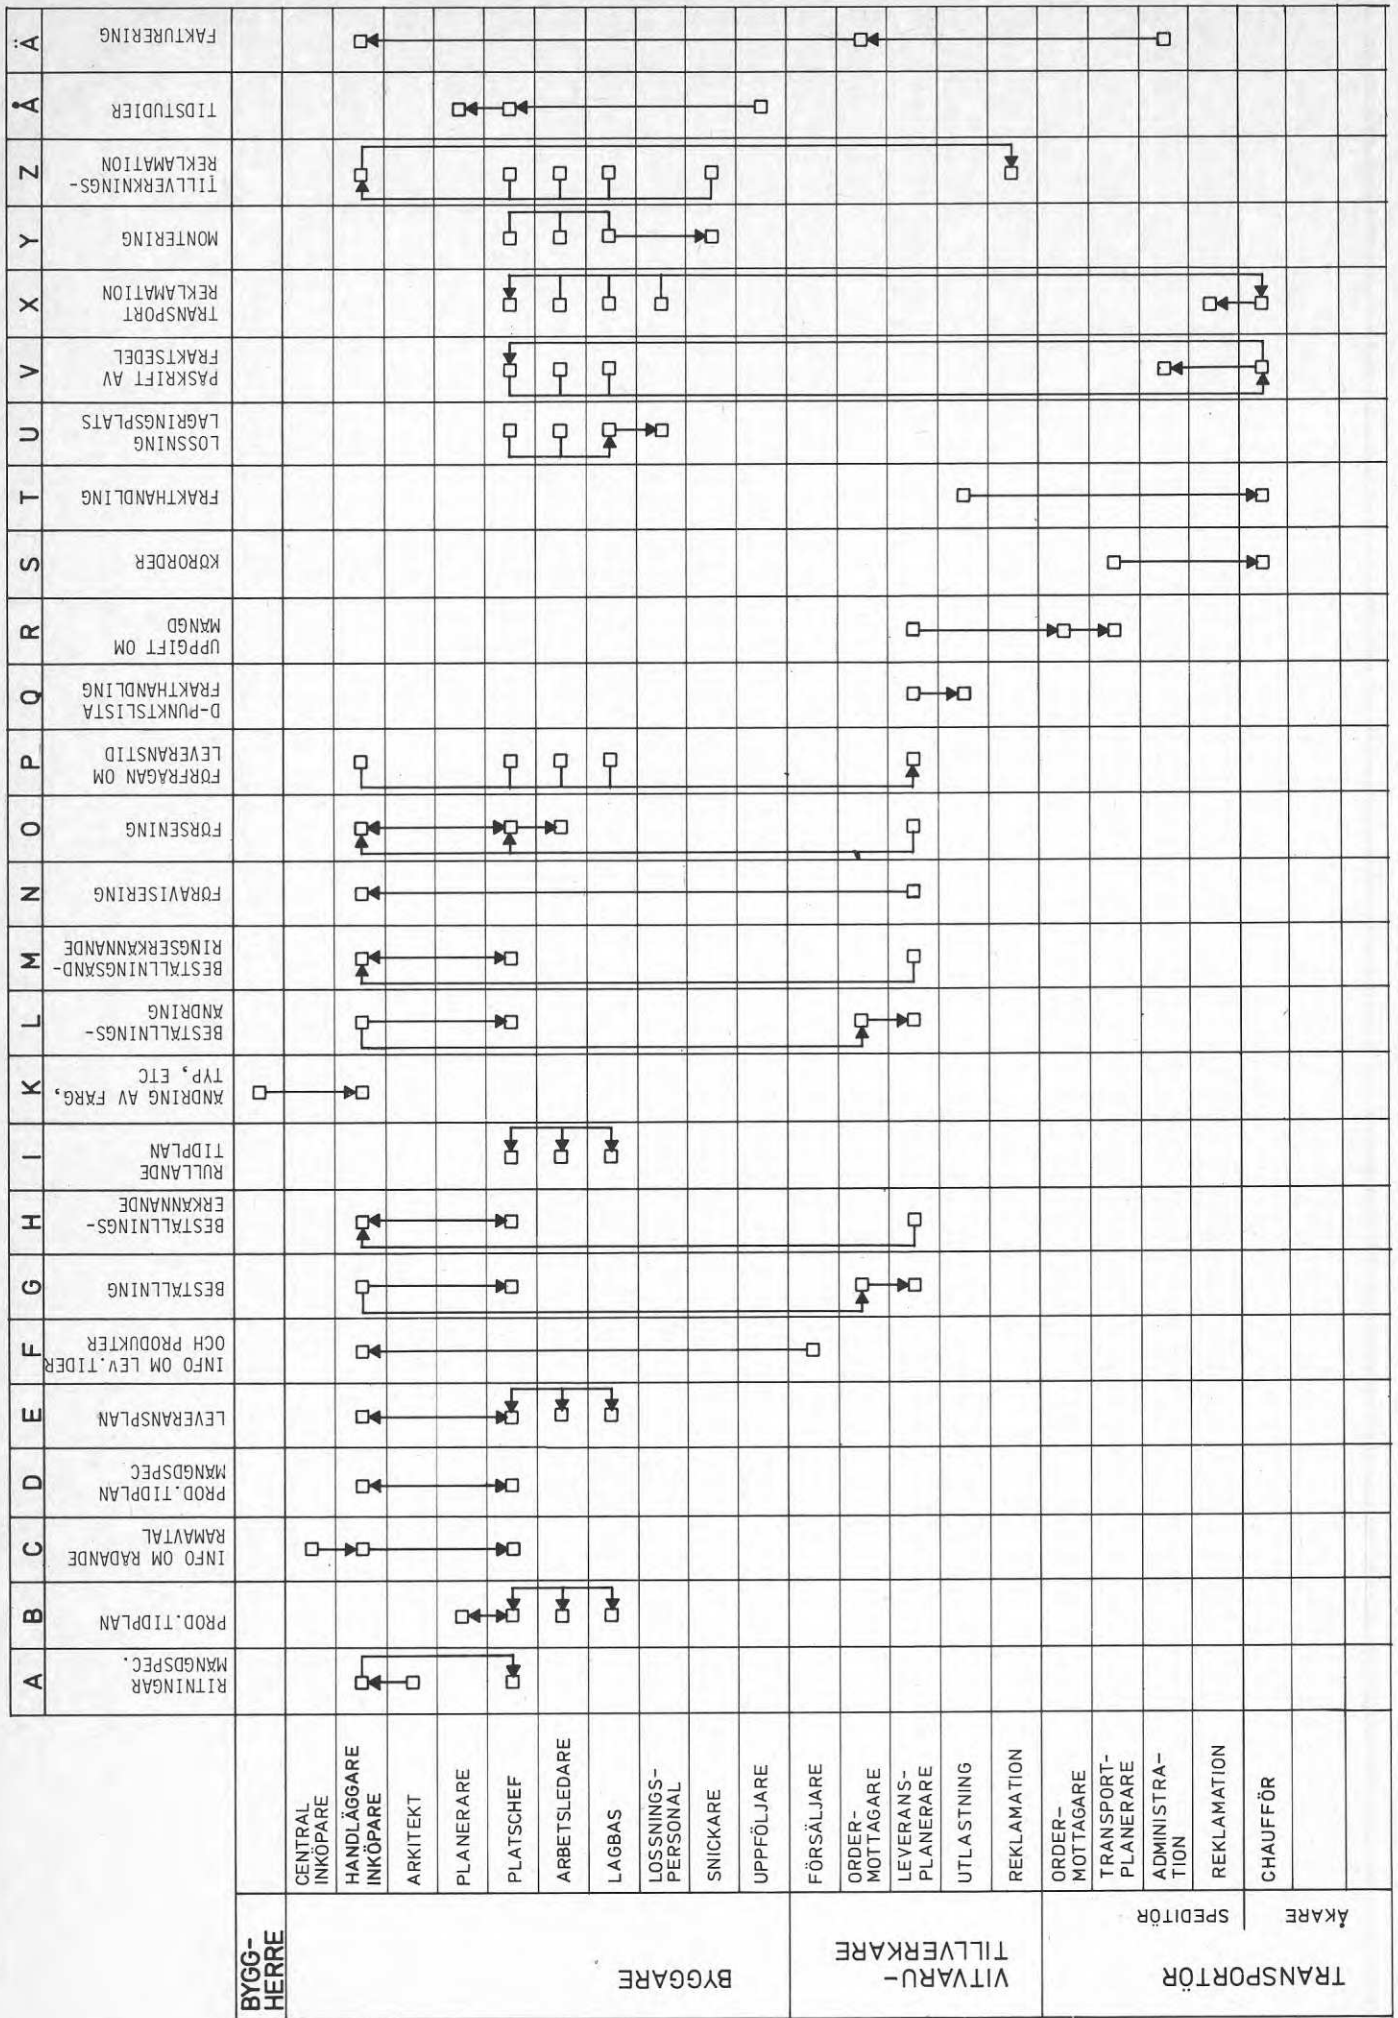 A
RITNINGAR
MÄNGDSPEC.
B
PROD.TIDPLAN
C
INFO OM RÅDANDE
RAMAVTAL
D
PROD.TIDPLAN
MÄNGDSPEC
E
LEVERANSPLAN
F
INFO OM LEV.TIDER
OCH PRODUKTER
G
BESTÄLLNING
H
BESTÄLLNINGS-
ERKÄNNANDE
I
RULLANDE
TIDPLAN
K
ÄNDRING AV FÄRG,
TYP, ETC
L
BESTÄLLNINGS-
ÄNDRING
M
BESTÄLLNINGSÄND-
RINGSERKÄNNANDE
N
FÖRAVISERING
O
FÖRSENING
P
FÖRFRÅGAN OM
LEVERANSTID
Q
D-PUNKTSLISTA
FRAKTHANDLING
R
UPPGIFT OM
MÄNGD
S
KÖRORDER
T
FRAKTHANDLING
U
LOSSNING
LAGRINGSPLATS
V
PÅSKRIFT AV
FRAKTSEDEL
X
TRANSPORT
REKLAMATION
Y
MONTERING
Z
TILLVERKNINGS-
REKLAMATION
Å
TIDSTUDIER
Ä
FAKTURERING
BYGG-
HERRE
BYGGARE
CENTRAL
INKÖPARE
HANDLÄGGARE
INKÖPARE
ARKITEKT
PLANERARE
PLATSCHEF
ARBETSLEDARE
LAGBAS
LOSSNINGS-
PERSONAL
SNICKARE
UPPFÖLJARE
VITVARU-
TILLVERKARE
FÖRSÄLJARE
ORDER-
MOTTAGARE
LEVERANS-
PLANERARE
UTLASTNING
REKLAMATION
TRANSPORTÖR
SPEDITÖR
ORDER-
MOTTAGARE
TRANSPORT-
PLANERARE
ADMINISTRA-
TION
REKLAMATION
ÅKARE
CHAUFFÖR